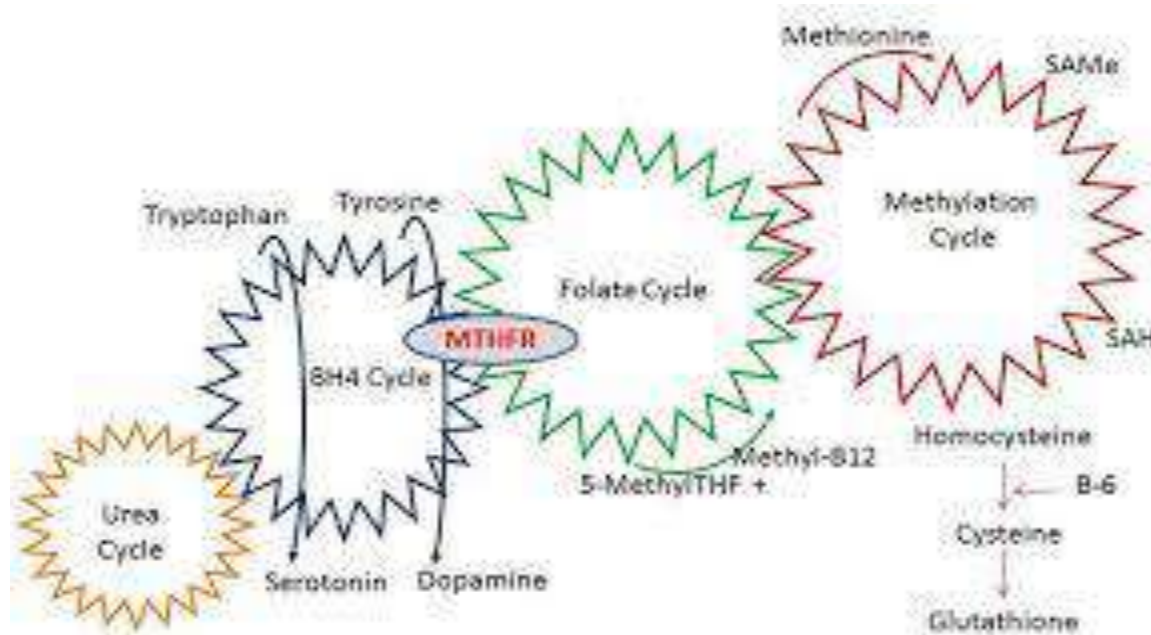 Methionine
SAMe
Methylation
Cycle
Tyrosine
Tryptophan
Folate Cycle
MTHFR
BH4 Cycle
SAH
Homocysteine
Methyl-B12
5-MethylTHF +
B-6
Urea
Cycle
Cysteine
Serotonin
Dopamine
Glutathione